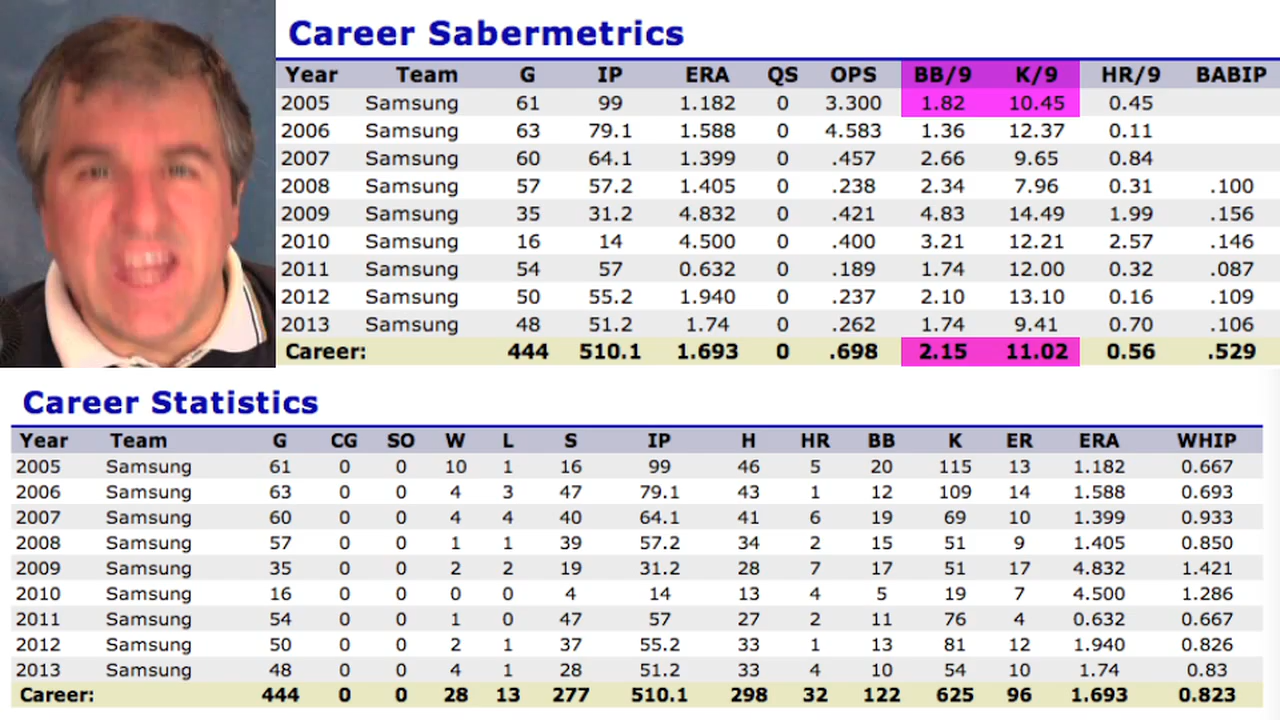 Career Sabermetrics
Year Team G IP ERA QS OPS BB/9 K/9 HR/9 BABIP
2005 Samsung 61 99 1.182 0 3.300 1.82 10.45 0.45
2006 Samsung 63 79.1 1.588 0 4.583 1.36 12.37 0.11
2007 Samsung 60 64.1 1.399 0 .457 2.66 9.65 0.84
2008 Samsung 57 57.2 1.405 0 .238 2.34 7.96 0.31 .100
2009 Samsung 35 31.2 4.832 0 .421 4.83 14.49 1.99 .156
2010 Samsung 16 14 4.500 0 .400 3.21 12.21 2.57 .146
2011 Samsung 54 57 0.632 0 .189 1.74 12.00 0.32 .087
2012 Samsung 50 55.2 1.940 0 .237 2.10 13.10 0.16 .109
2013 Samsung 48 51.2 1.74 0 .262 1.74 9.41 0.70 .106
Career: 444 510.1 1.693 0 .698 2.15 11.02 0.56 .529
Career Statistics
Year Team G CG SO W L S IP H HR BB K ER ERA WHIP
2005 Samsung 61 0 0 10 1 16 99 46 5 20 115 13 1.182 0.667
2006 Samsung 63 0 0 4 3 47 79.1 43 1 12 109 14 1.588 0.693
2007 Samsung 60 0 0 4 4 40 64.1 41 6 19 69 10 1.399 0.933
2008 Samsung 57 0 0 1 1 39 57.2 34 2 15 51 9 1.405 0.850
2009 Samsung 35 0 0 2 2 19 31.2 28 7 17 51 17 4.832 1.421
2010 Samsung 16 0 0 0 0 4 14 13 4 5 19 7 4.500 1.286
2011 Samsung 54 0 0 1 0 47 57 27 2 11 76 4 0.632 0.667
2012 Samsung 50 0 0 2 1 37 55.2 33 1 13 81 12 1.940 0.826
2013 Samsung 48 0 0 4 1 28 51.2 33 4 10 54 10 1.74 0.83
Career: 444 0 0 28 13 277 510.1 298 32 122 625 96 1.693 0.823